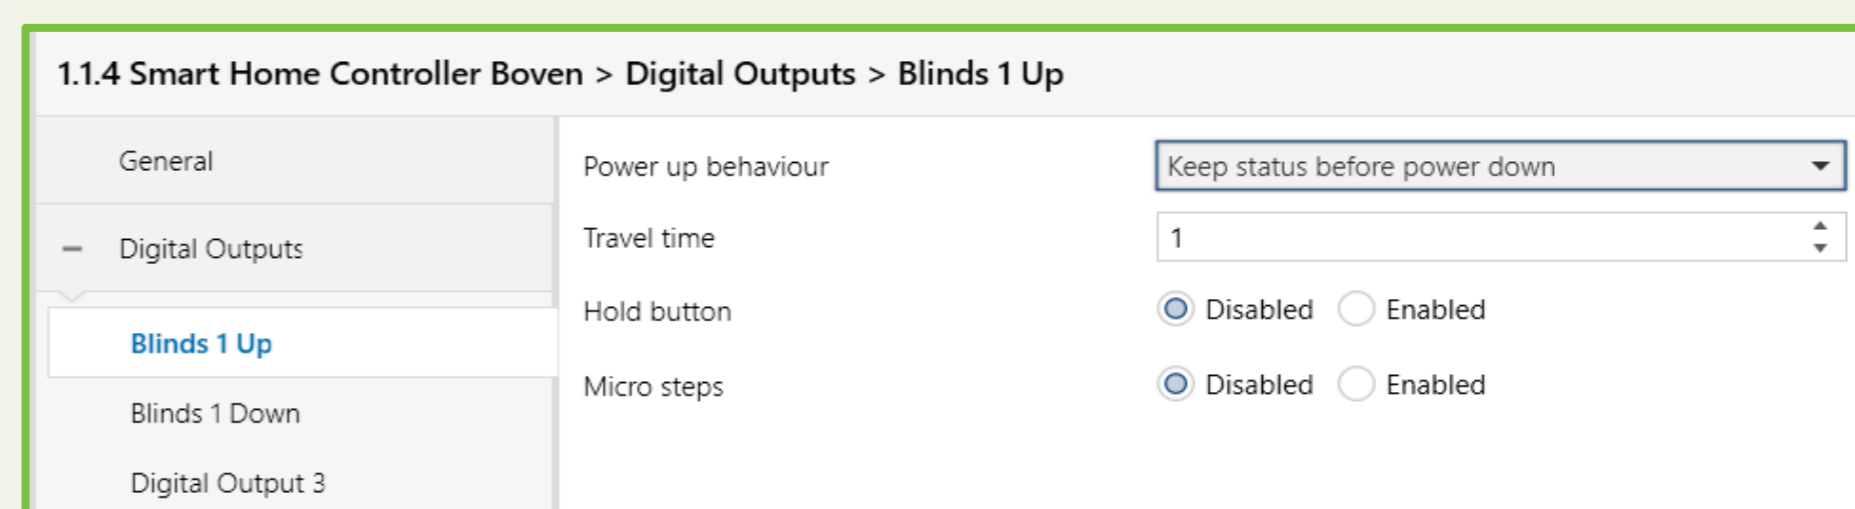 1.1.4 Smart Home Controller Boven > Digital Outputs > Blinds 1 Up
General
Power up behaviour
Keep status before power down
Travel time
1
Digital Outputs
Hold button
Disabled
Enabled
Blinds 1 Up
Micro steps
Disabled
Enabled
Blinds 1 Down
Digital Output 3